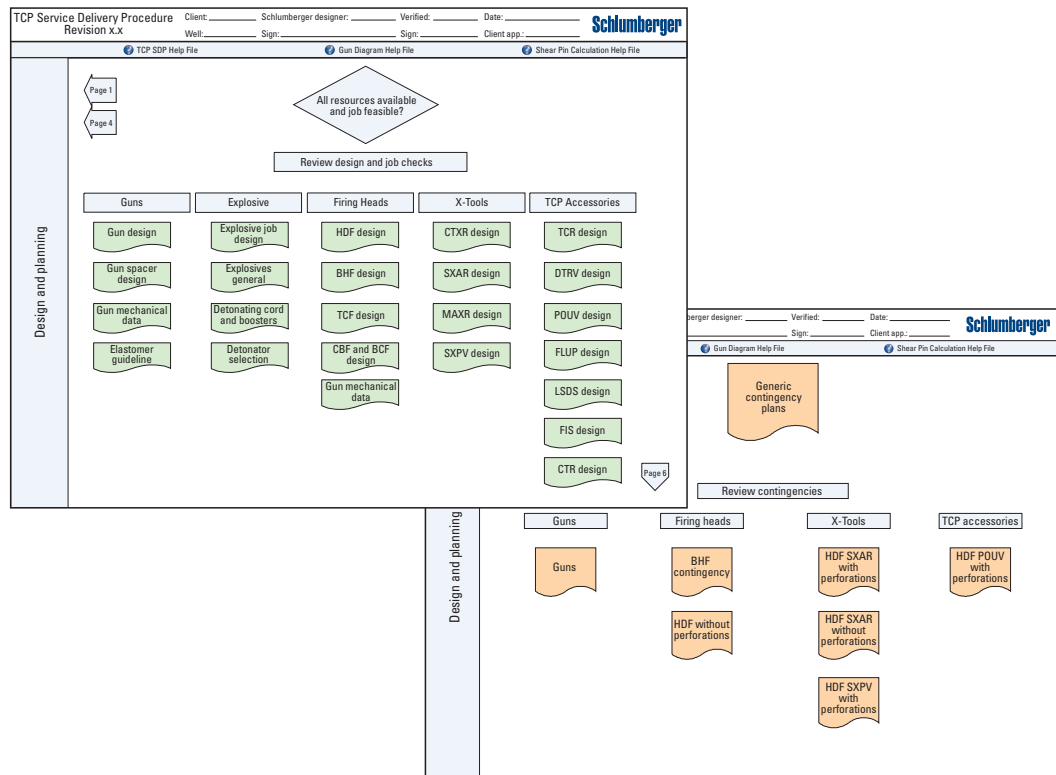 TCP Service Delivery Procedure
Revision x.x
Client: Schlumberger designer: Verified: Date:
Well: Sign: Sign: Client app.:
Schlumberger
TCP SDP Help File
Gun Diagram Help File
Shear Pin Calculation Help File
Design and planning
Page 1
Page 4
All resources available
and job feasible?
Review design and job checks
Guns
Explosive
Firing Heads
X-Tools
TCP Accessories
Gun design
Explosive job
design
HDF design
CTXR design
TCR design
Gun spacer
design
Explosives
general
BHF design
SXAR design
DTRV design
Gun mechanical
data
Detonating cord
and boosters
TCF design
MAXR design
POUV design
Elastomer
guideline
Detonator
selection
CBF and BCF
design
SXPV design
FLUP design
Gun mechanical
data
LSDS design
FIS design
CTR design
Page 6
berger designer: Verified: Date:
Sign: Client app.:
Schlumberger
Gun Diagram Help File
Shear Pin Calculation Help File
Generic
contingency
plans
Review contingencies
Design and planning
Guns
Firing heads
X-Tools
TCP accessories
Guns
BHF
contingency
HDF SXAR
with
perforations
HDF POUV
with
perforations
HDF without
perforations
HDF SXAR
without
perforations
HDF SXPV
with
perforations